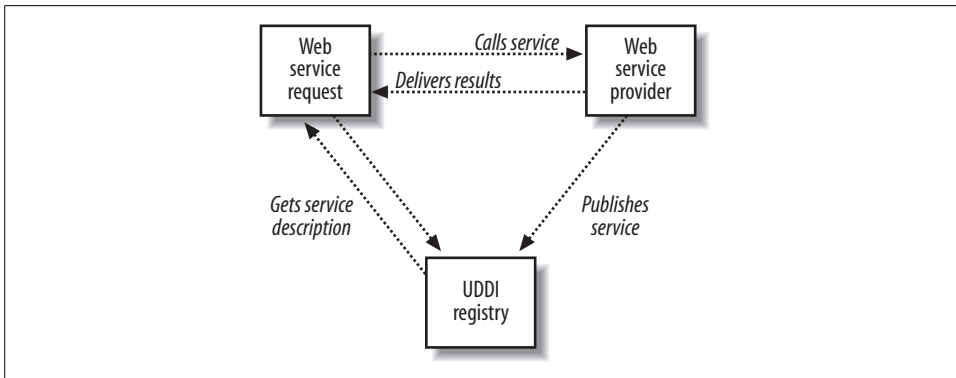 Web
service
request
Calls service
Delivers results
Web
service
provider
Gets service
description
Publishes
service
UDDI
registry